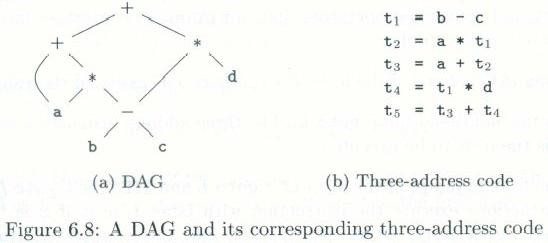 +
+ *
* d
a −
b c
t₁ = b − c
t₂ = a * t₁
t₃ = a + t₂
t₄ = t₁ * d
t₅ = t₃ + t₄
(a) DAG
(b) Three-address code
Figure 6.8: A DAG and its corresponding three-address code